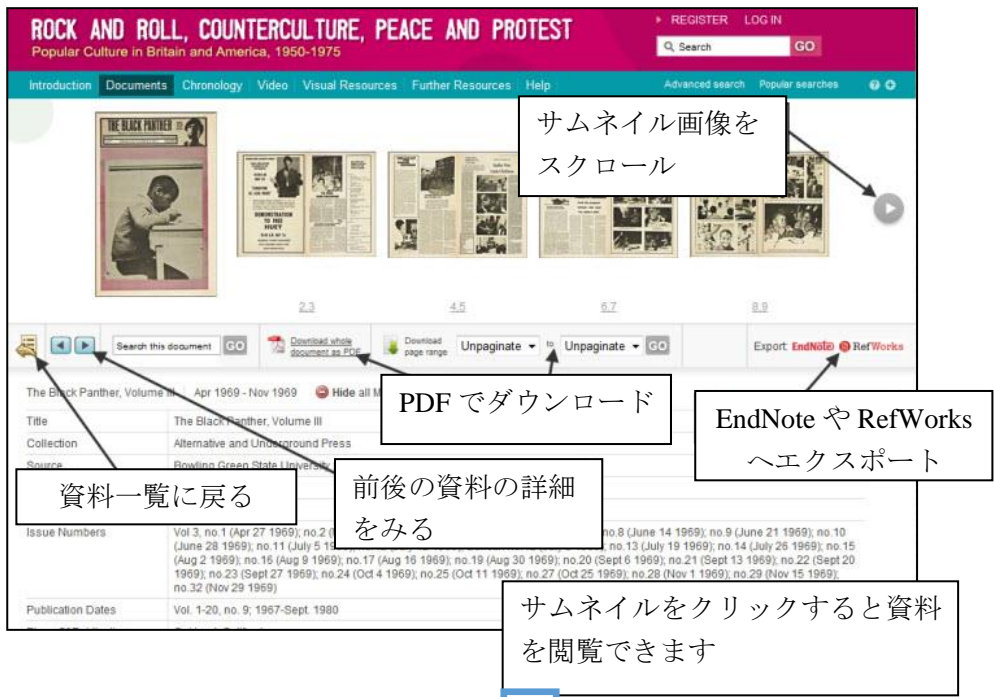 ROCK AND ROLL, COUNTERCULTURE, PEACE AND PROTEST
Popular Culture in Britain and America, 1950-1975
REGISTER LOG IN
Search GO
Introduction Documents Chronology Video Visual Resources Further Resources Help
Advanced search Popular searches
サムネイル画像を
スクロール
THE BLACK PANTHER
DEMONSTRATION
TO FREE
HUEY
2,3 4,5 6,7 8,9
Search this document GO
Download whole
document as PDF
Download
page range
Unpaginate to Unpaginate GO
Export EndNote RefWorks
PDF でダウンロード
EndNote や RefWorks
へエクスポート
The Black Panther, Volume III Apr 1969 - Nov 1969 Hide all M
Title The Black Panther, Volume III
Collection Alternative and Underground Press
Source Bowling Green State University
資料一覧に戻る
前後の資料の詳細
をみる
Issue Numbers Vol 3, no.1 (Apr 27 1969); no.2 no.8 (June 14 1969); no.9 (June 21 1969); no.10
(June 28 1969); no.11 (July 5 no.13 (July 19 1969); no.14 (July 26 1969); no.15
(Aug 2 1969); no.16 (Aug 9 1969); no.17 (Aug 16 1969); no.19 (Aug 30 1969); no.20 (Sept 6 1969); no.21 (Sept 13 1969); no.22 (Sept 20
1969); no.23 (Sept 27 1969); no.24 (Oct 4 1969); no.25 (Oct 11 1969); no.27 (Oct 25 1969); no.28 (Nov 1 1969); no.29 (Nov 15 1969);
no.32 (Nov 29 1969)
Publication Dates Vol. 1-20, no. 9; 1967-Sept. 1980
サムネイルをクリックすると資料
を閲覧できます